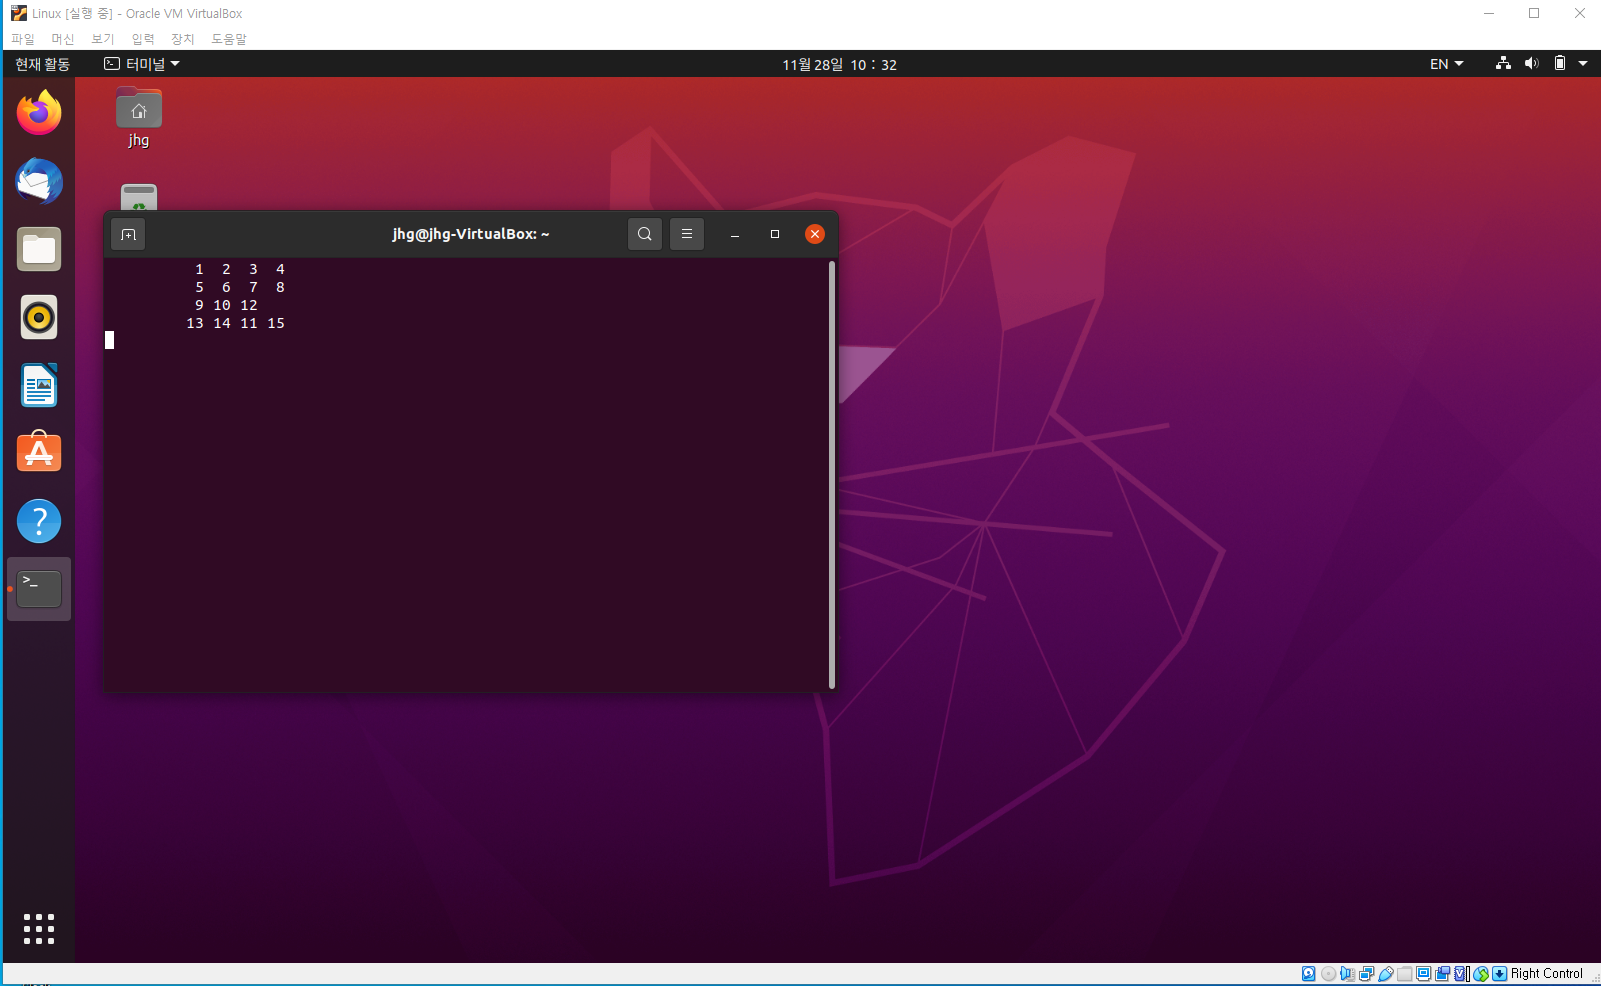 Linux [실행 중] - Oracle VM VirtualBox
파일 머신 보기 입력 장치 도움말
현재 활동 터미널 11월 28일 10 : 32 EN
jhg
jhg@jhg-VirtualBox: ~
1 2 3 4
5 6 7 8
9 10 12
13 14 11 15
>_
Right Control